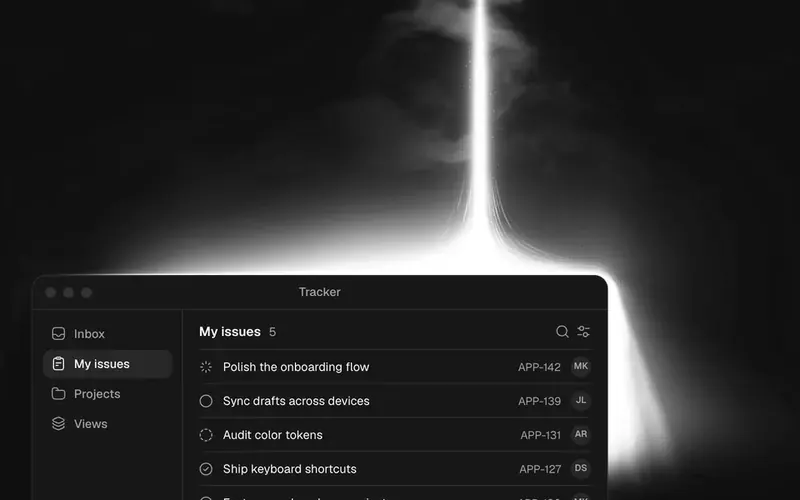 Tracker
Inbox
My issues
Projects
Views
My issues 5
Polish the onboarding flow APP-142 MK
Sync drafts across devices APP-139 JL
Audit color tokens APP-131 AR
Ship keyboard shortcuts APP-127 DS